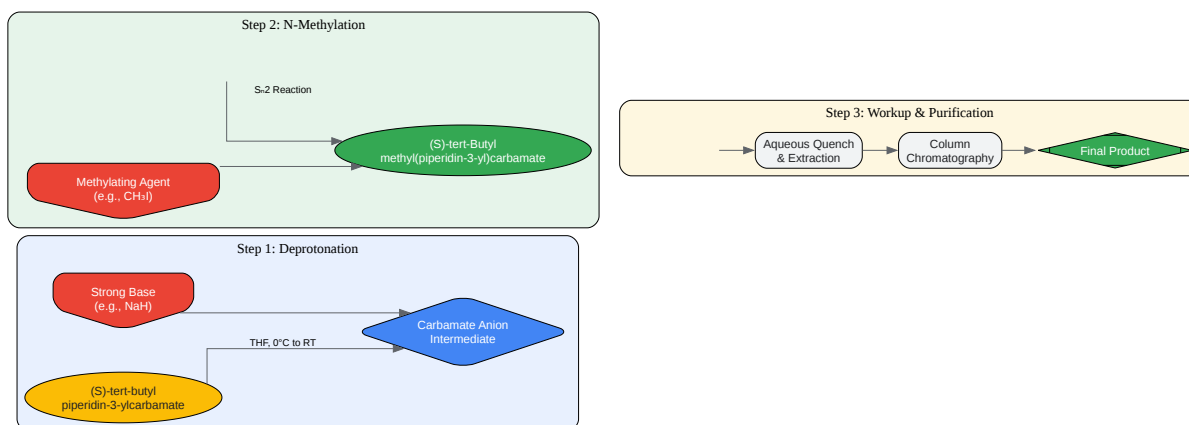 Step 2: N-Methylation
Sₙ2 Reaction
(S)-tert-Butyl
methyl(piperidin-3-yl)carbamate
Methylating Agent
(e.g., CH₃I)
Step 1: Deprotonation
Strong Base
(e.g., NaH)
Carbamate Anion
Intermediate
THF, 0°C to RT
(S)-tert-butyl
piperidin-3-ylcarbamate
Step 3: Workup & Purification
Aqueous Quench
& Extraction
Column
Chromatography
Final Product